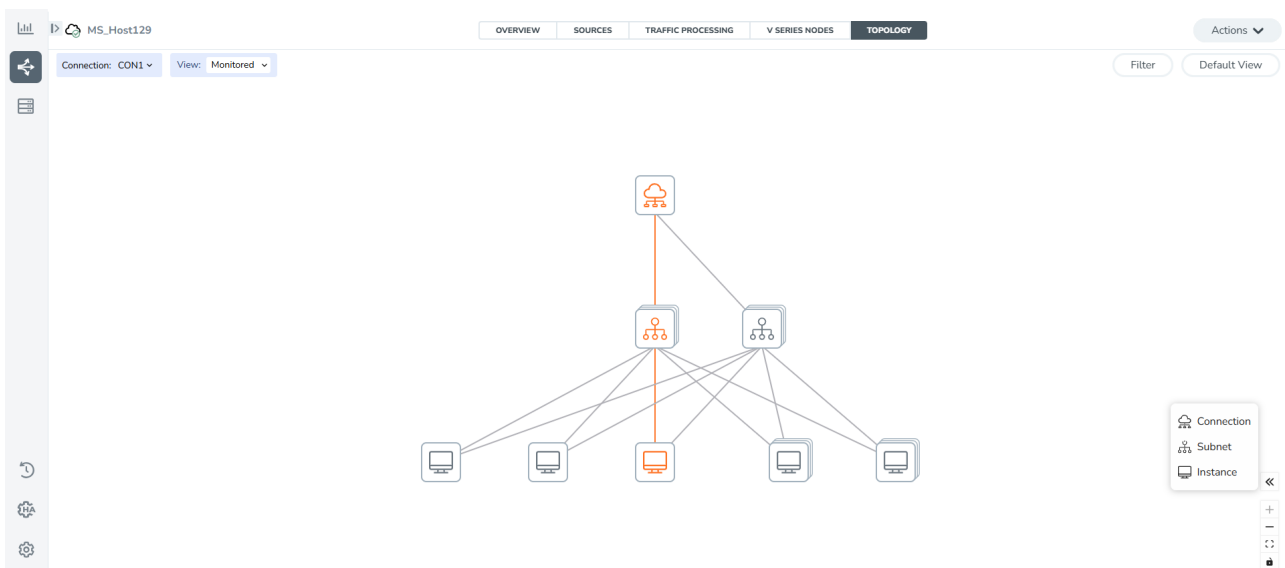 MS_Host129
OVERVIEW SOURCES TRAFFIC PROCESSING V SERIES NODES TOPOLOGY
Actions
Connection: CON1 View: Monitored
Filter Default View
Connection
Subnet
Instance
HA